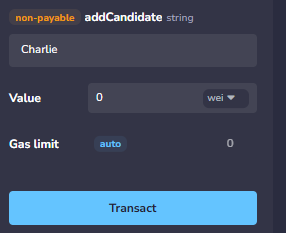 non-payable addCandidate string
Charlie
Value 0 wei
Gas limit auto 0
Transact